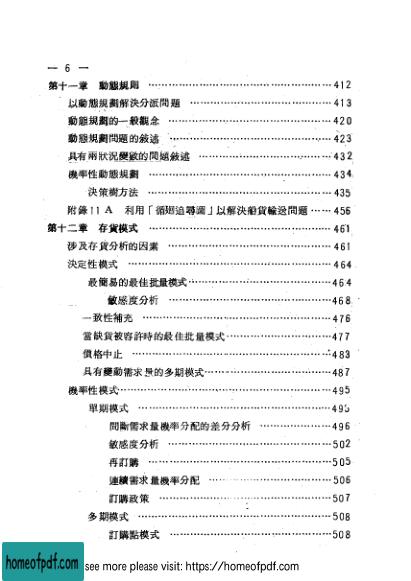 — 6 —
第十一章 動態規劃 ………… 412
以動態規劃解決分派問題 ………… 413
動態規劃的一般觀念 ………… 420
動態規劃問題的敘述 ………… 423
具有兩狀況變數的問題敘述 ………… 432
機率性動態規劃 ………… 434
決策樹方法 ………… 435
附錄11A 利用「循廻追尋講」以解決船貨輸送問題 …… 456
第十二章 存貨模式 ………… 461
涉及存貨分析的因素 ………… 461
決定性模式 ………… 464
最簡易的最佳批量模式 ………… 464
敏感度分析 ………… 468
一致性補充 ………… 476
當缺貨被容許時的最佳批量模式 ………… 477
價格中止 ………… 483
具有變動需求量的多期模式 ………… 487
機率性模式 ………… 495
單期模式 ………… 495
間斷需求量機率分配的差分分析 ………… 496
敏感度分析 ………… 502
再訂購 ………… 505
連續需求量機率分配 ………… 506
訂購政策 ………… 507
多期模式 ………… 508
訂購點模式 ………… 508
homeofpdf.com see more please visit: https://homeofpdf.com